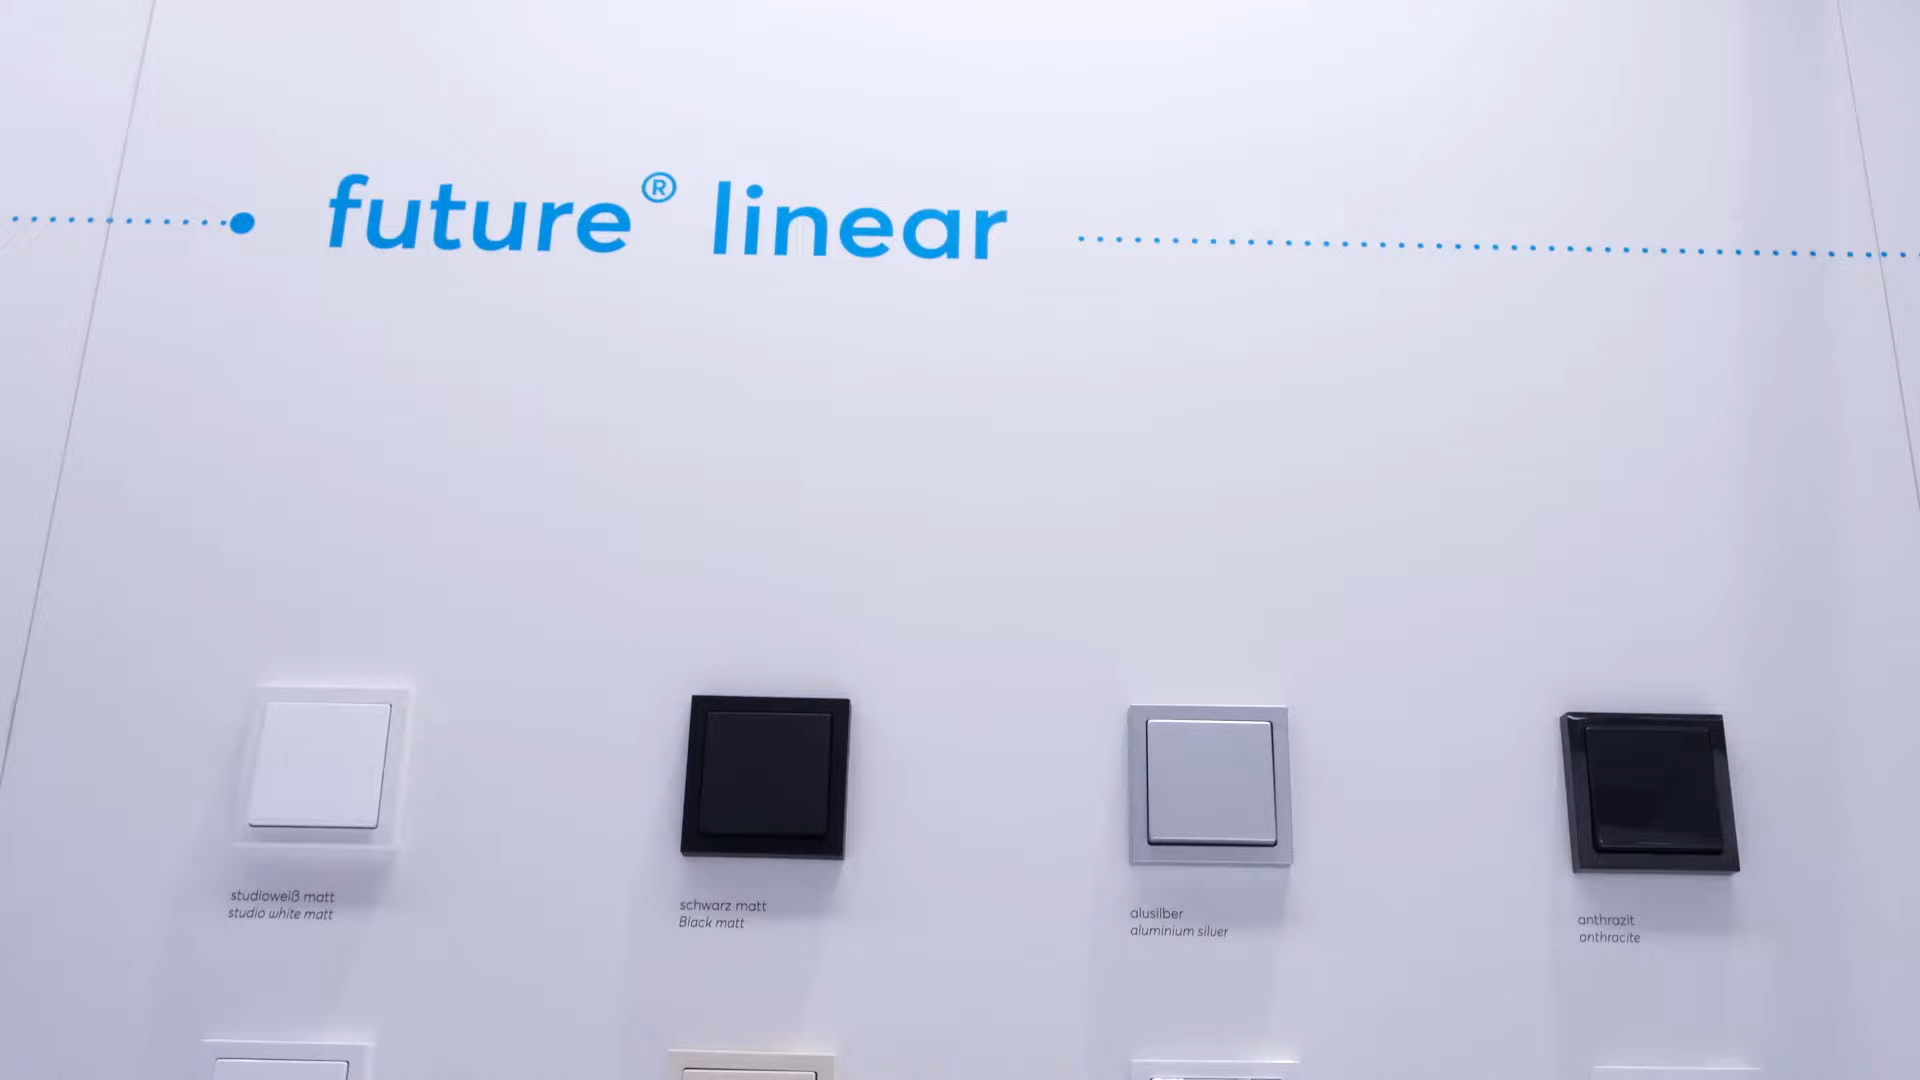 future® linear
studioweiß matt
studio white matt
schwarz matt
Black matt
alusilber
aluminium silver
anthrazit
anthracite